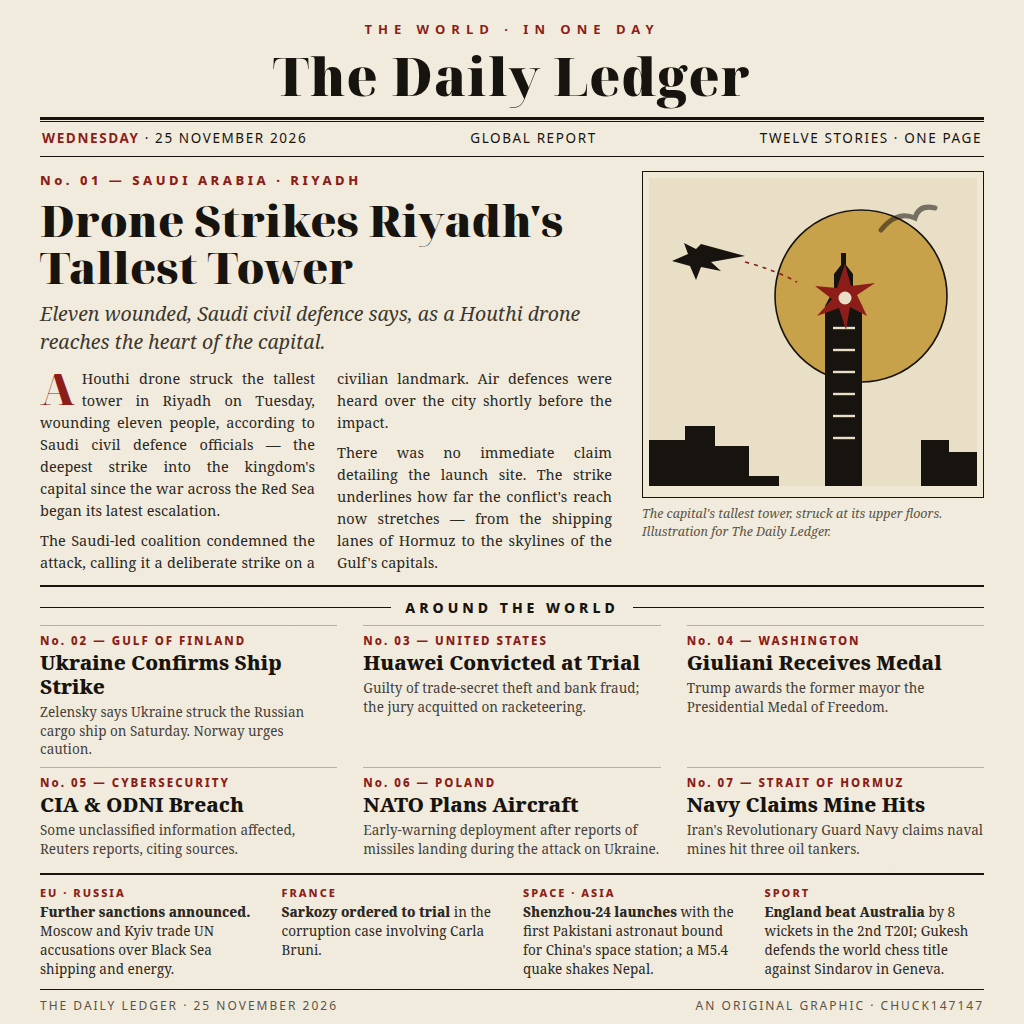 THE WORLD · IN ONE DAY
The Daily Ledger
WEDNESDAY · 25 NOVEMBER 2026
GLOBAL REPORT
TWELVE STORIES · ONE PAGE
No. 01 — SAUDI ARABIA · RIYADH
Drone Strikes Riyadh's
Tallest Tower
Eleven wounded, Saudi civil defence says, as a Houthi drone
reaches the heart of the capital.
A Houthi drone struck the tallest
tower in Riyadh on Tuesday,
wounding eleven people, according to
Saudi civil defence officials — the
deepest strike into the kingdom's
capital since the war across the Red Sea
began its latest escalation.
The Saudi-led coalition condemned the
attack, calling it a deliberate strike on a
civilian landmark. Air defences were
heard over the city shortly before the
impact.
There was no immediate claim
detailing the launch site. The strike
underlines how far the conflict's reach
now stretches — from the shipping
lanes of Hormuz to the skylines of the
Gulf's capitals.
The capital's tallest tower, struck at its upper floors.
Illustration for The Daily Ledger.
AROUND THE WORLD
No. 02 — GULF OF FINLAND
Ukraine Confirms Ship
Strike
Zelensky says Ukraine struck the Russian
cargo ship on Saturday. Norway urges
caution.
No. 03 — UNITED STATES
Huawei Convicted at Trial
Guilty of trade-secret theft and bank fraud;
the jury acquitted on racketeering.
No. 04 — WASHINGTON
Giuliani Receives Medal
Trump awards the former mayor the
Presidential Medal of Freedom.
No. 05 — CYBERSECURITY
CIA & ODNI Breach
Some unclassified information affected,
Reuters reports, citing sources.
No. 06 — POLAND
NATO Plans Aircraft
Early-warning deployment after reports of
missiles landing during the attack on Ukraine.
No. 07 — STRAIT OF HORMUZ
Navy Claims Mine Hits
Iran's Revolutionary Guard Navy claims naval
mines hit three oil tankers.
EU · RUSSIA
Further sanctions announced.
Moscow and Kyiv trade UN
accusations over Black Sea
shipping and energy.
FRANCE
Sarkozy ordered to trial in the
corruption case involving Carla
Bruni.
SPACE · ASIA
Shenzhou-24 launches with the
first Pakistani astronaut bound
for China's space station; a M5.4
quake shakes Nepal.
SPORT
England beat Australia by 8
wickets in the 2nd T20I; Gukesh
defends the world chess title
against Sindarov in Geneva.
THE DAILY LEDGER · 25 NOVEMBER 2026
AN ORIGINAL GRAPHIC · CHUCK147147